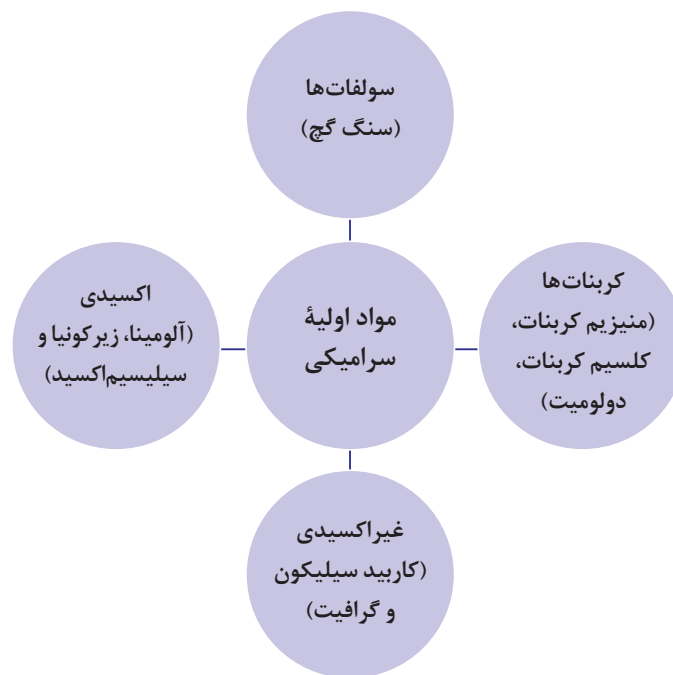 سولفات‌ها
(سنگ گچ)
کربنات‌ها
(منیزیم کربنات،
کلسیم کربنات،
دولومیت)
مواد اولیهٔ
سرامیکی
اکسیدی
(آلومینا، زیرکونیا و
سیلیسیم‌اکسید)
غیراکسیدی
(کاربید سیلیکون
و گرافیت)